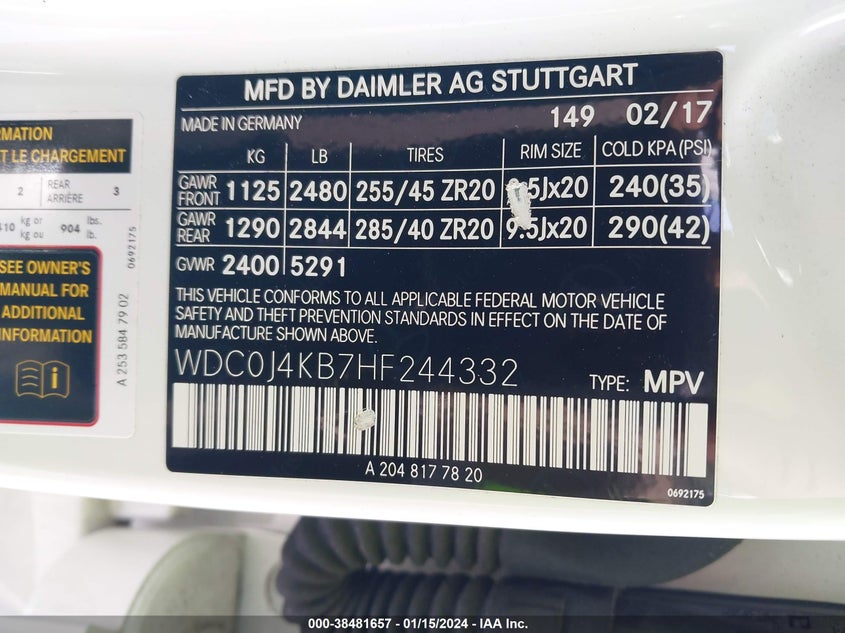 MFD BY DAIMLER AG STUTTGART
MADE IN GERMANY 149 02/17
KG LB TIRES RIM SIZE COLD KPA (PSI)
GAWR FRONT 1125 2480 255/45 ZR20 5Jx20 240(35)
GAWR REAR 1290 2844 285/40 ZR20 9.5Jx20 290(42)
GVWR 2400 5291
THIS VEHICLE CONFORMS TO ALL APPLICABLE FEDERAL MOTOR VEHICLE
SAFETY AND THEFT PREVENTION STANDARDS IN EFFECT ON THE DATE OF
MANUFACTURE SHOWN ABOVE.
WDC0J4KB7HF244332 TYPE: MPV
A 204 817 78 20
0692175
LE CHARGEMENT
2 REAR ARRIÈRE 3
kg or kg ou 904 lbs. lb.
SEE OWNER'S
MANUAL FOR
ADDITIONAL
INFORMATION
0692175
A 253 584 79 02
000-38481657 - 01/15/2024 - IAA Inc.